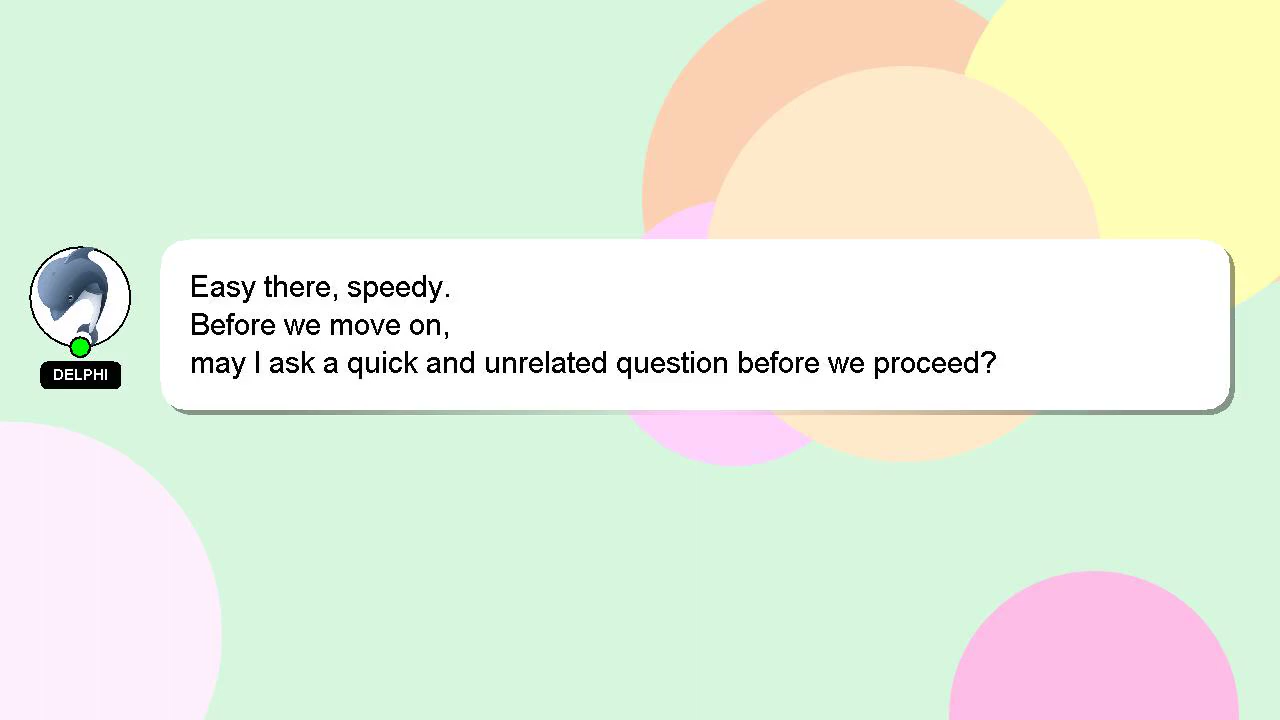 Easy there, speedy.
Before we move on,
may I ask a quick and unrelated question before we proceed?
DELPHI